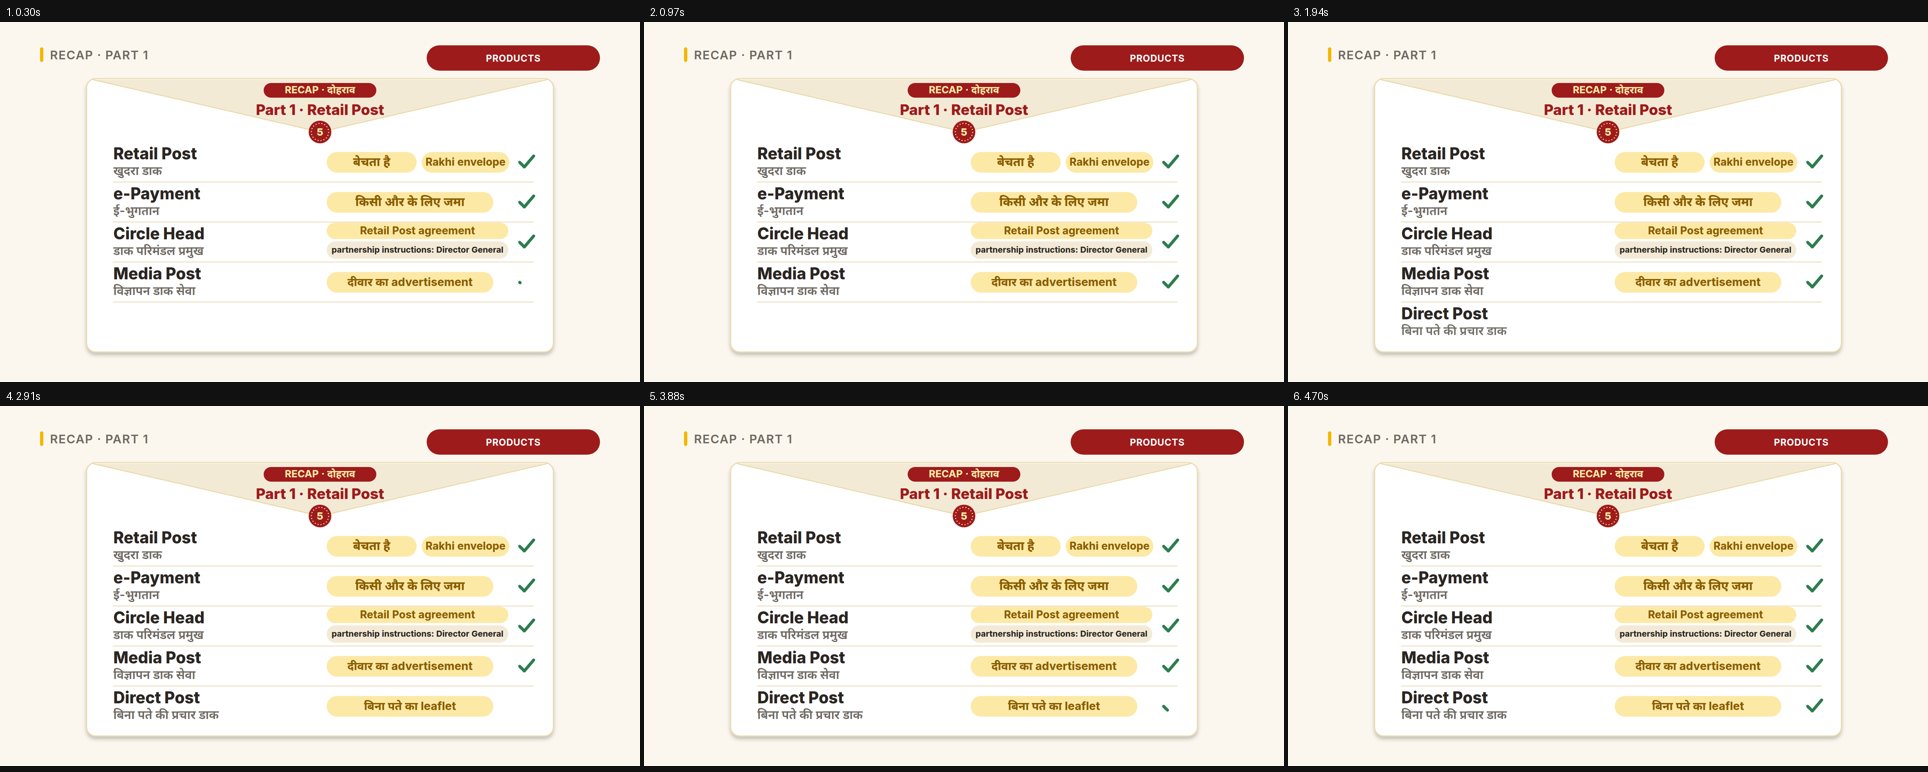 1. 0.30s
RECAP · PART 1
PRODUCTS
RECAP · दोहराव
Part 1 · Retail Post
5
Retail Post
खुदरा डाक
बेचता है
Rakhi envelope
e-Payment
ई-भुगतान
किसी और के लिए जमा
Circle Head
डाक परिमंडल प्रमुख
Retail Post agreement
partnership instructions: Director General
Media Post
विज्ञापन डाक सेवा
दीवार का advertisement
2. 0.97s
RECAP · PART 1
PRODUCTS
RECAP · दोहराव
Part 1 · Retail Post
5
Retail Post
खुदरा डाक
बेचता है
Rakhi envelope
e-Payment
ई-भुगतान
किसी और के लिए जमा
Circle Head
डाक परिमंडल प्रमुख
Retail Post agreement
partnership instructions: Director General
Media Post
विज्ञापन डाक सेवा
दीवार का advertisement
3. 1.94s
RECAP · PART 1
PRODUCTS
RECAP · दोहराव
Part 1 · Retail Post
5
Retail Post
खुदरा डाक
बेचता है
Rakhi envelope
e-Payment
ई-भुगतान
किसी और के लिए जमा
Circle Head
डाक परिमंडल प्रमुख
Retail Post agreement
partnership instructions: Director General
Media Post
विज्ञापन डाक सेवा
दीवार का advertisement
Direct Post
बिना पते की प्रचार डाक
4. 2.91s
RECAP · PART 1
PRODUCTS
RECAP · दोहराव
Part 1 · Retail Post
5
Retail Post
खुदरा डाक
बेचता है
Rakhi envelope
e-Payment
ई-भुगतान
किसी और के लिए जमा
Circle Head
डाक परिमंडल प्रमुख
Retail Post agreement
partnership instructions: Director General
Media Post
विज्ञापन डाक सेवा
दीवार का advertisement
Direct Post
बिना पते की प्रचार डाक
बिना पते का leaflet
5. 3.88s
RECAP · PART 1
PRODUCTS
RECAP · दोहराव
Part 1 · Retail Post
5
Retail Post
खुदरा डाक
बेचता है
Rakhi envelope
e-Payment
ई-भुगतान
किसी और के लिए जमा
Circle Head
डाक परिमंडल प्रमुख
Retail Post agreement
partnership instructions: Director General
Media Post
विज्ञापन डाक सेवा
दीवार का advertisement
Direct Post
बिना पते की प्रचार डाक
बिना पते का leaflet
6. 4.70s
RECAP · PART 1
PRODUCTS
RECAP · दोहराव
Part 1 · Retail Post
5
Retail Post
खुदरा डाक
बेचता है
Rakhi envelope
e-Payment
ई-भुगतान
किसी और के लिए जमा
Circle Head
डाक परिमंडल प्रमुख
Retail Post agreement
partnership instructions: Director General
Media Post
विज्ञापन डाक सेवा
दीवार का advertisement
Direct Post
बिना पते की प्रचार डाक
बिना पते का leaflet